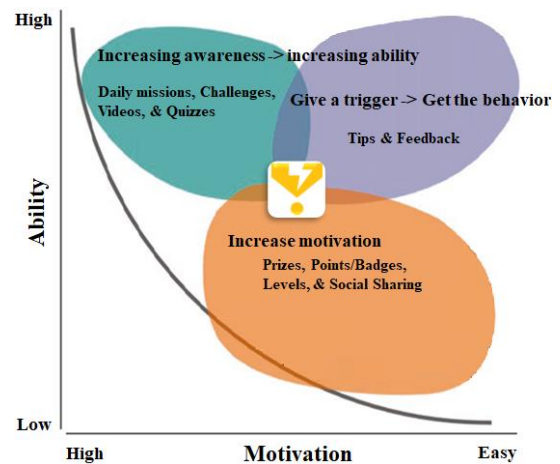 High
Increasing awareness -> increasing ability
Daily missions, Challenges,
Videos, & Quizzes
Give a trigger -> Get the behavior
Tips & Feedback
Ability
Increase motivation
Prizes, Points/Badges,
Levels, & Social Sharing
Low
High
Motivation
Easy